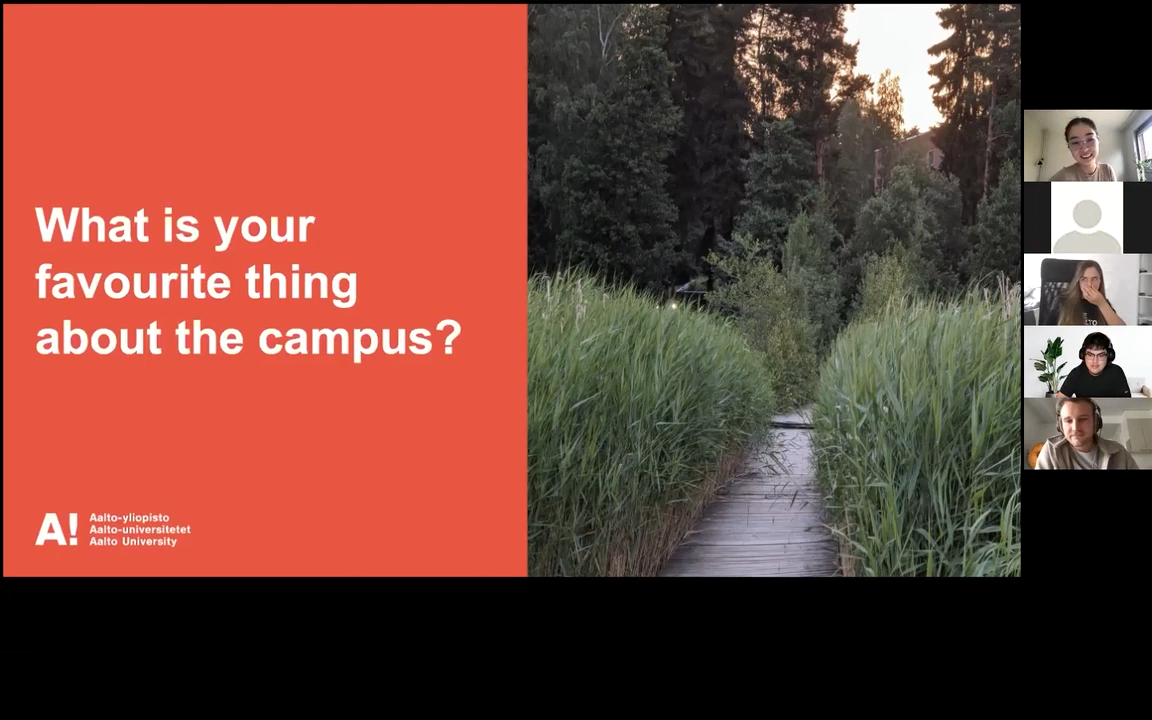 What is your
favourite thing
about the campus?
A!
Aalto-yliopisto
Aalto-universitetet
Aalto University